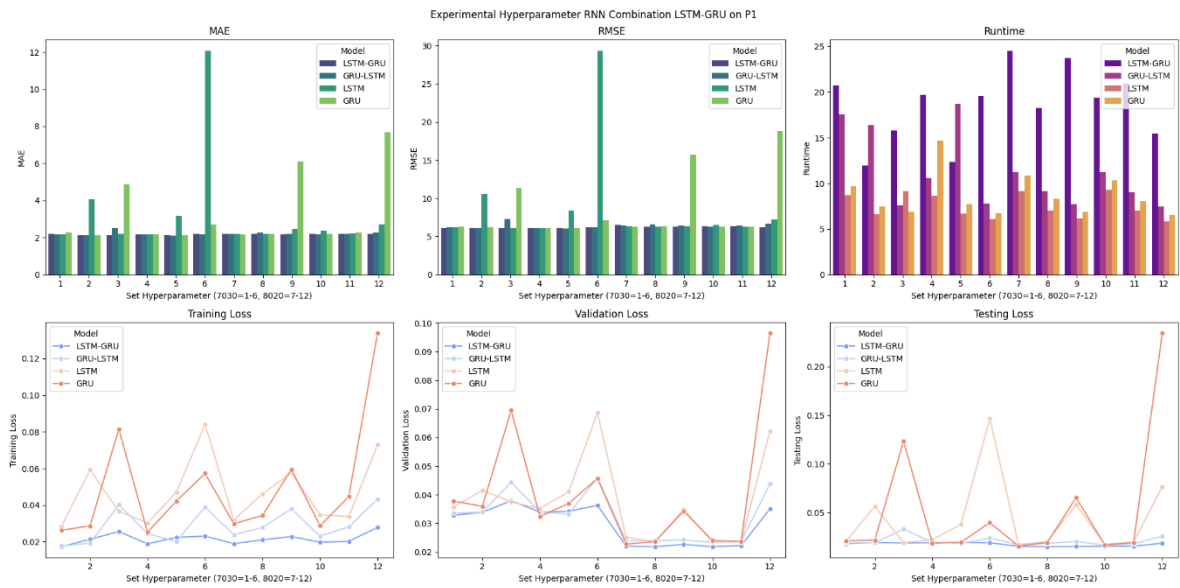 Experimental Hyperparameter RNN Combination LSTM-GRU on P1
MAE
12
10
8
6
4
2
0
MAE
1 2 3 4 5 6 7 8 9 10 11 12
Set Hyperparameter (7030=1-6, 8020=7-12)
Model
LSTM-GRU
GRU-LSTM
LSTM
GRU
RMSE
30
25
20
15
10
5
0
RMSE
1 2 3 4 5 6 7 8 9 10 11 12
Set Hyperparameter (7030=1-6, 8020=7-12)
Model
LSTM-GRU
GRU-LSTM
LSTM
GRU
Runtime
25
20
15
10
5
0
Runtime
1 2 3 4 5 6 7 8 9 10 11 12
Set Hyperparameter (7030=1-6, 8020=7-12)
Model
LSTM-GRU
GRU-LSTM
LSTM
GRU
Training Loss
0.12
0.10
0.08
0.06
0.04
0.02
Training Loss
2 4 6 8 10 12
Set Hyperparameter (7030=1-6, 8020=7-12)
Model
LSTM-GRU
GRU-LSTM
LSTM
GRU
Validation Loss
0.10
0.09
0.08
0.07
0.06
0.05
0.04
0.03
0.02
Validation Loss
2 4 6 8 10 12
Set Hyperparameter (7030=1-6, 8020=7-12)
Model
LSTM-GRU
GRU-LSTM
LSTM
GRU
Testing Loss
0.20
0.15
0.10
0.05
Testing Loss
2 4 6 8 10 12
Set Hyperparameter (7030=1-6, 8020=7-12)
Model
LSTM-GRU
GRU-LSTM
LSTM
GRU